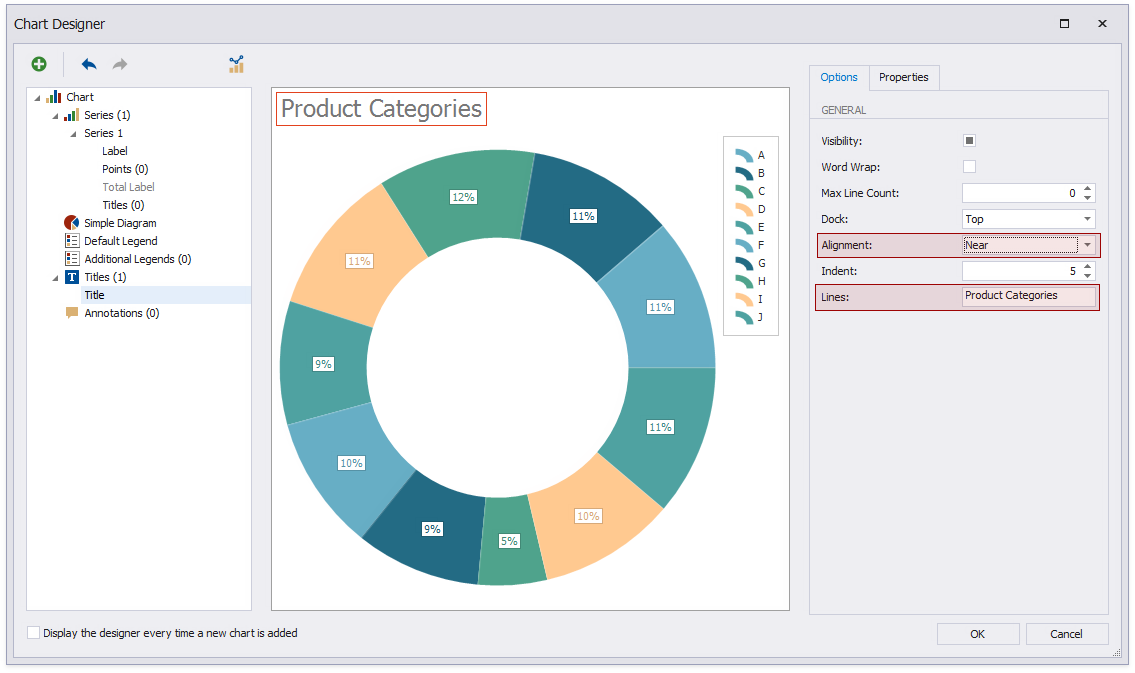 Chart Designer
Chart
Series (1)
Series 1
Label
Points (0)
Total Label
Titles (0)
Simple Diagram
Default Legend
Additional Legends (0)
T Titles (1)
Title
Annotations (0)
Product Categories
12%
11%
11%
11%
9%
11%
10%
10%
9%
5%
A
B
C
D
E
F
G
H
I
J
Options
Properties
GENERAL
Visibility:
Word Wrap:
Max Line Count: 0
Dock: Top
Alignment: Near
Indent: 5
Lines: Product Categories
Display the designer every time a new chart is added
OK
Cancel